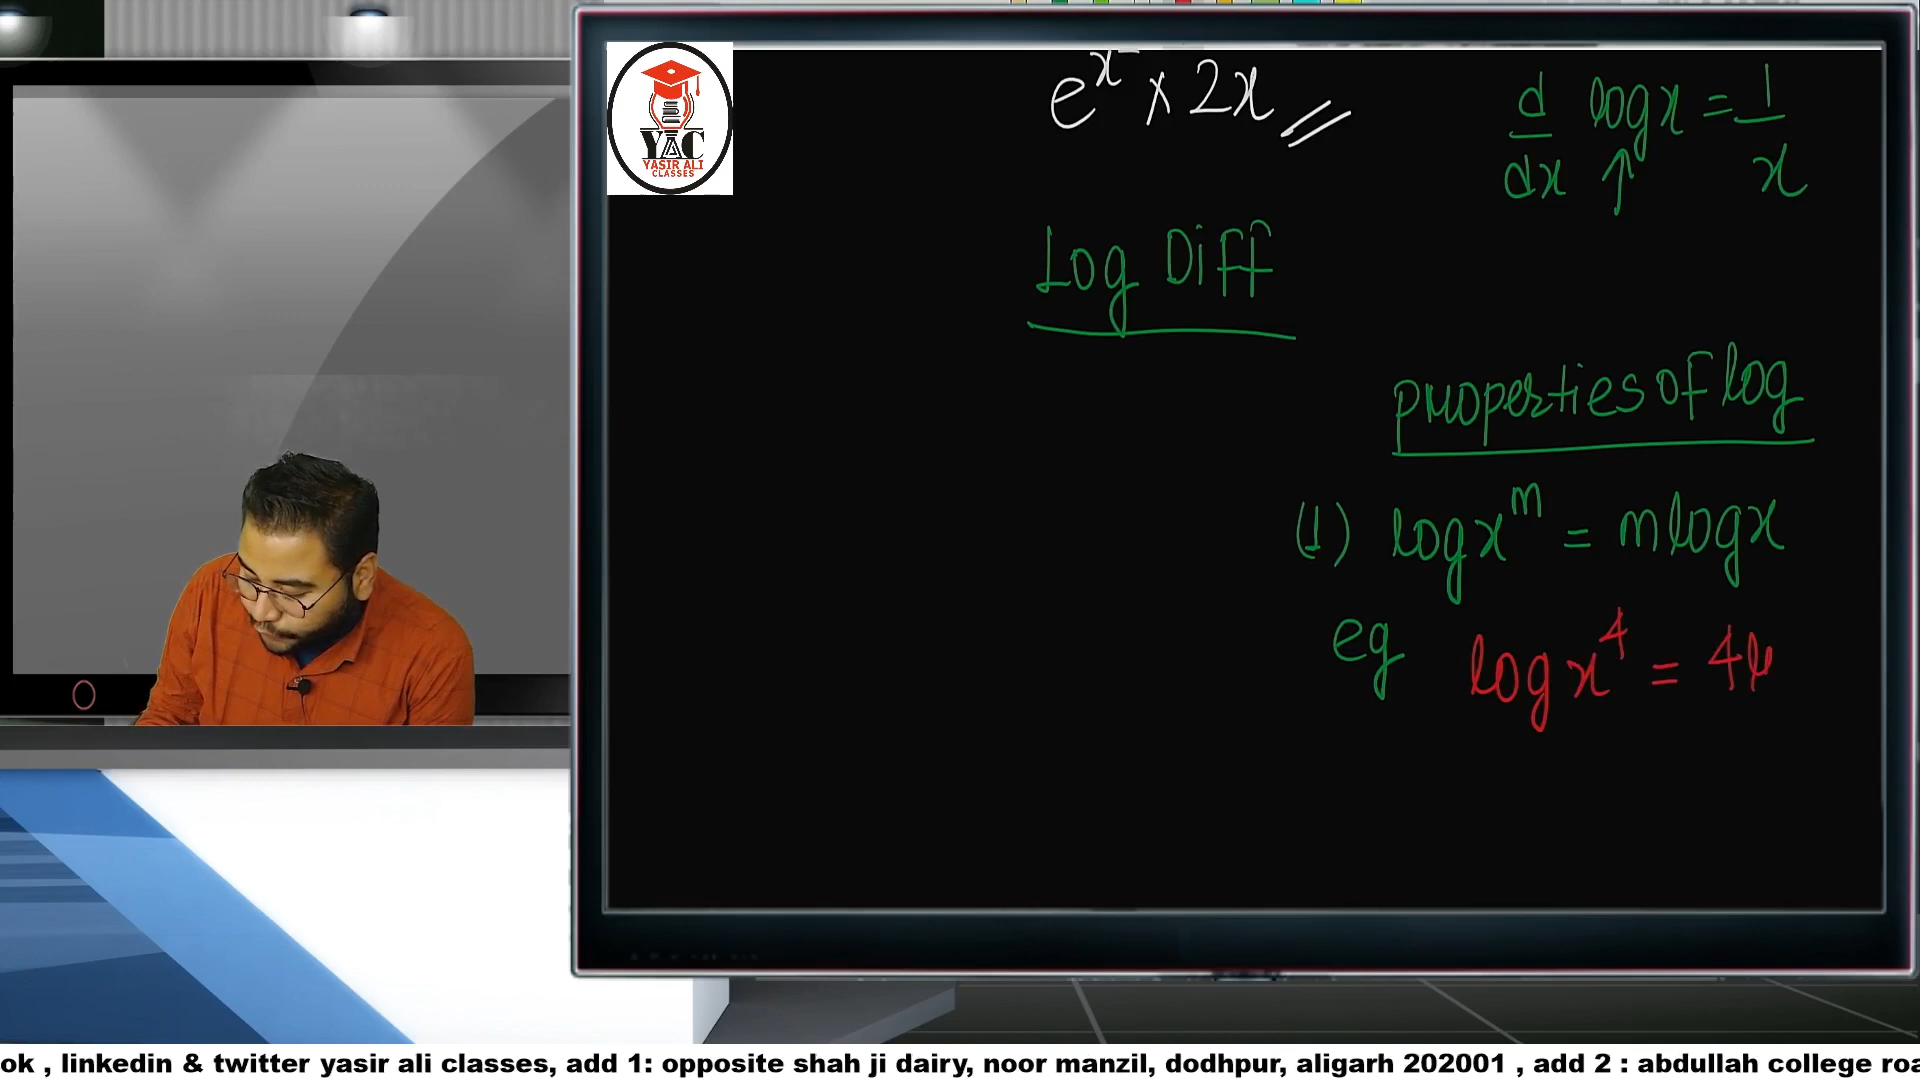 YAC
YASIR ALI
CLASSES
e^x × 2x
d/dx log x = 1/x
Log Diff
properties of log
(1) log x^m = m log x
eg log x^4 = 4
ok , linkedin & twitter yasir ali classes, add 1: opposite shah ji dairy, noor manzil, dodhpur, aligarh 202001 , add 2 : abdullah college roa